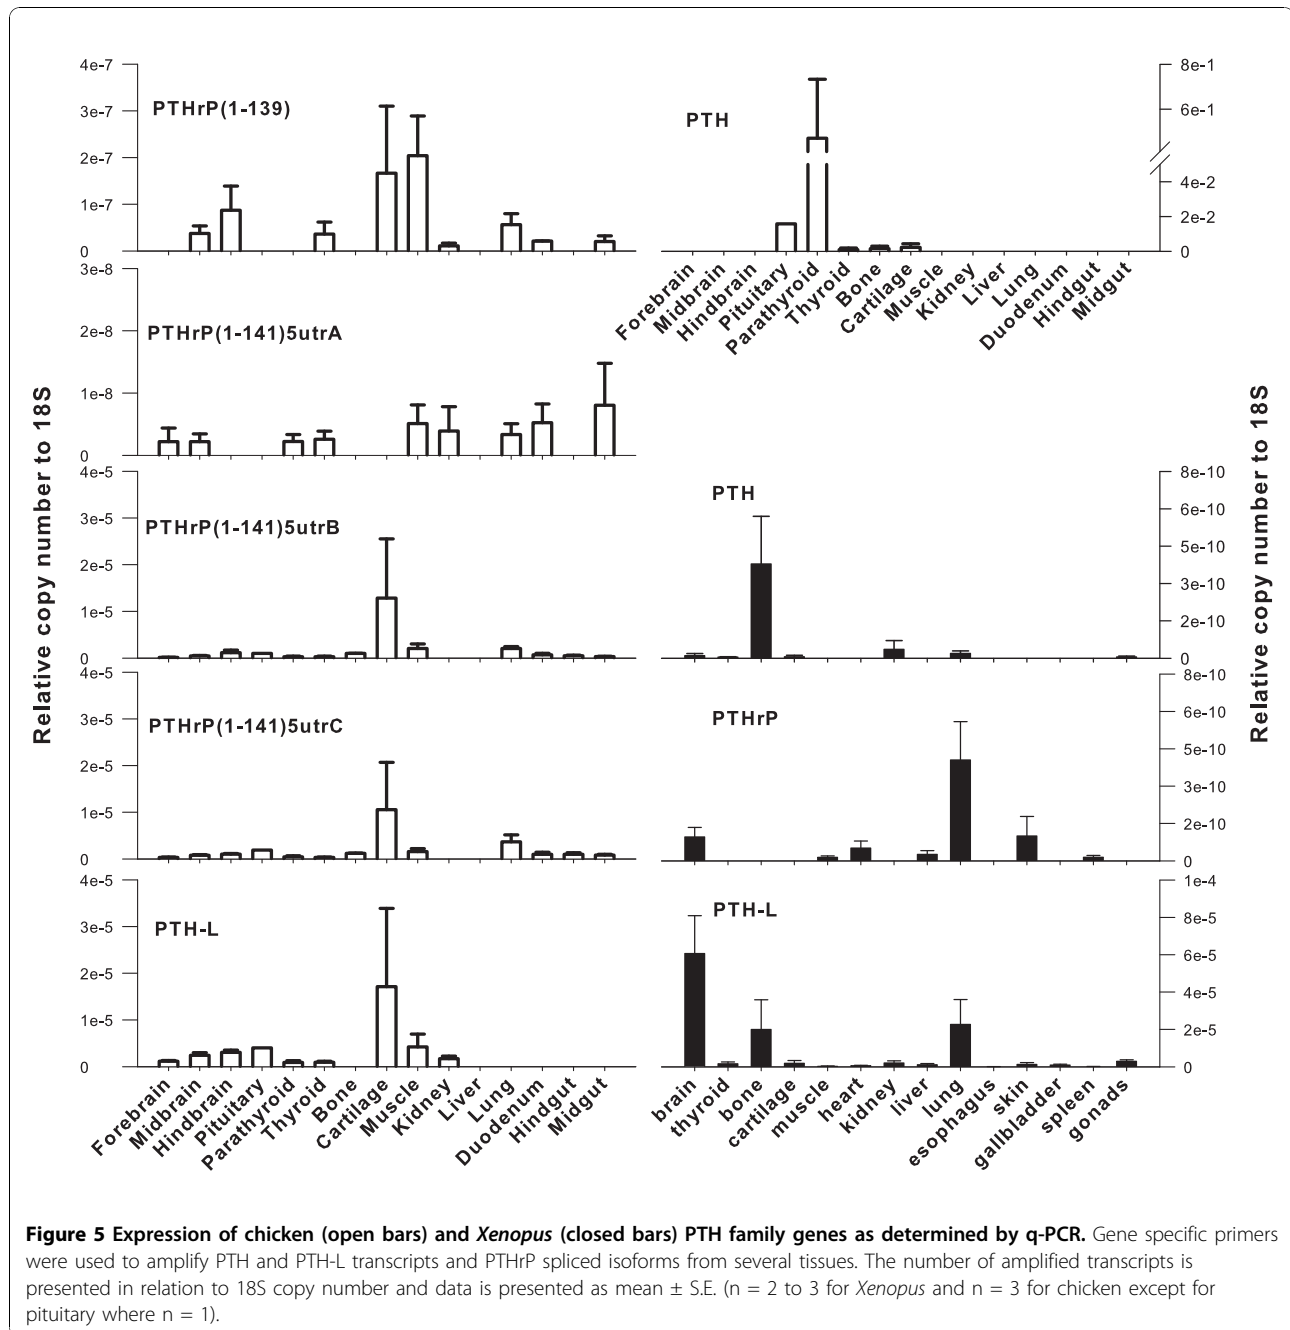 4e-7
3e-7
2e-7
1e-7
0
PTHrP(1-139)
8e-1
6e-1
4e-2
2e-2
0
PTH
Forebrain
Midbrain
Hindbrain
Pituitary
Parathyroid
Thyroid
Bone
Cartilage
Muscle
Kidney
Liver
Lung
Duodenum
Hindgut
Midgut
3e-8
2e-8
1e-8
0
PTHrP(1-141)5utrA
Relative copy number to 18S
4e-5
3e-5
2e-5
1e-5
0
PTHrP(1-141)5utrB
4e-5
3e-5
2e-5
1e-5
0
PTHrP(1-141)5utrC
4e-5
3e-5
2e-5
1e-5
0
PTH-L
Forebrain
Midbrain
Hindbrain
Pituitary
Parathyroid
Thyroid
Bone
Cartilage
Muscle
Kidney
Liver
Lung
Duodenum
Hindgut
Midgut
Relative copy number to 18S
8e-10
6e-10
5e-10
3e-10
2e-10
0
PTH
8e-10
6e-10
5e-10
3e-10
2e-10
0
PTHrP
1e-4
8e-5
6e-5
4e-5
2e-5
0
PTH-L
brain
thyroid
bone
cartilage
muscle
heart
kidney
liver
lung
esophagus
skin
gallbladder
spleen
gonads
Figure 5 Expression of chicken (open bars) and Xenopus (closed bars) PTH family genes as determined by q-PCR. Gene specific primers
were used to amplify PTH and PTH-L transcripts and PTHrP spliced isoforms from several tissues. The number of amplified transcripts is
presented in relation to 18S copy number and data is presented as mean ± S.E. (n = 2 to 3 for Xenopus and n = 3 for chicken except for
pituitary where n = 1).